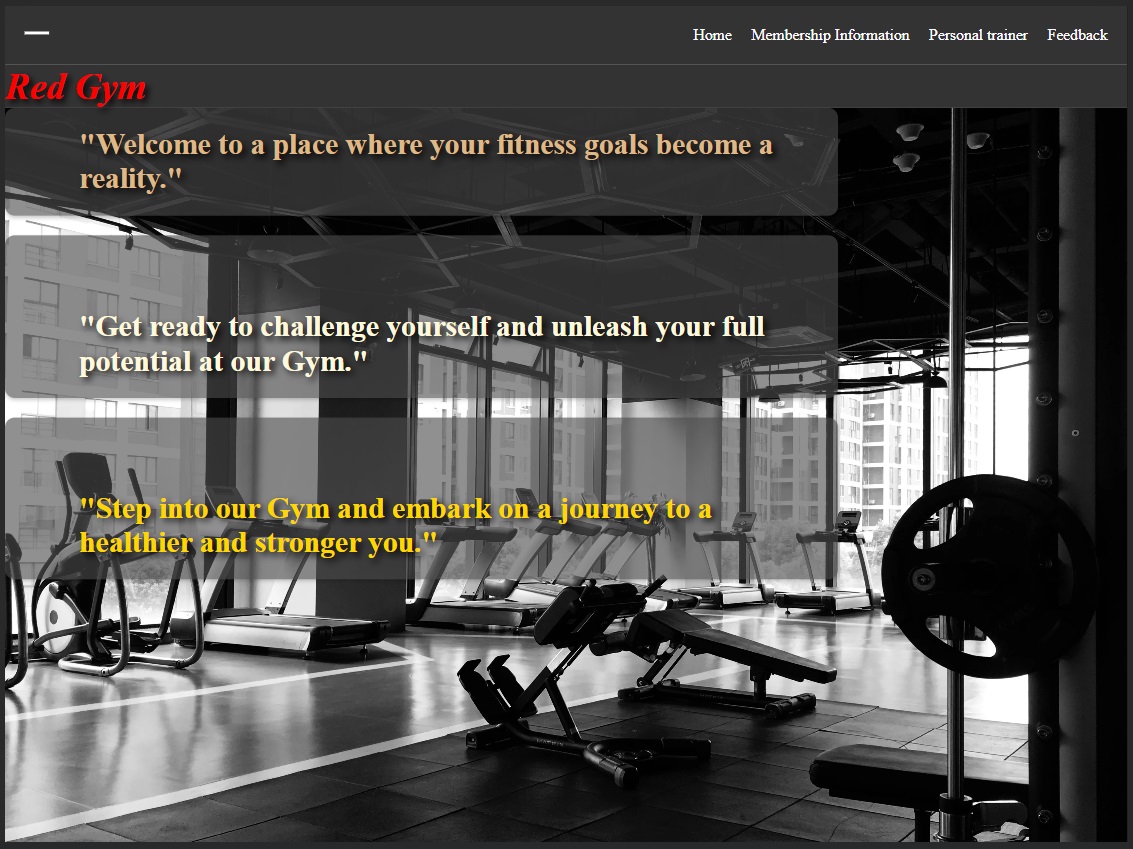 Home Membership Information Personal trainer Feedback
Red Gym
"Welcome to a place where your fitness goals become a
reality."
"Get ready to challenge yourself and unleash your full
potential at our Gym."
"Step into our Gym and embark on a journey to a
healthier and stronger you."